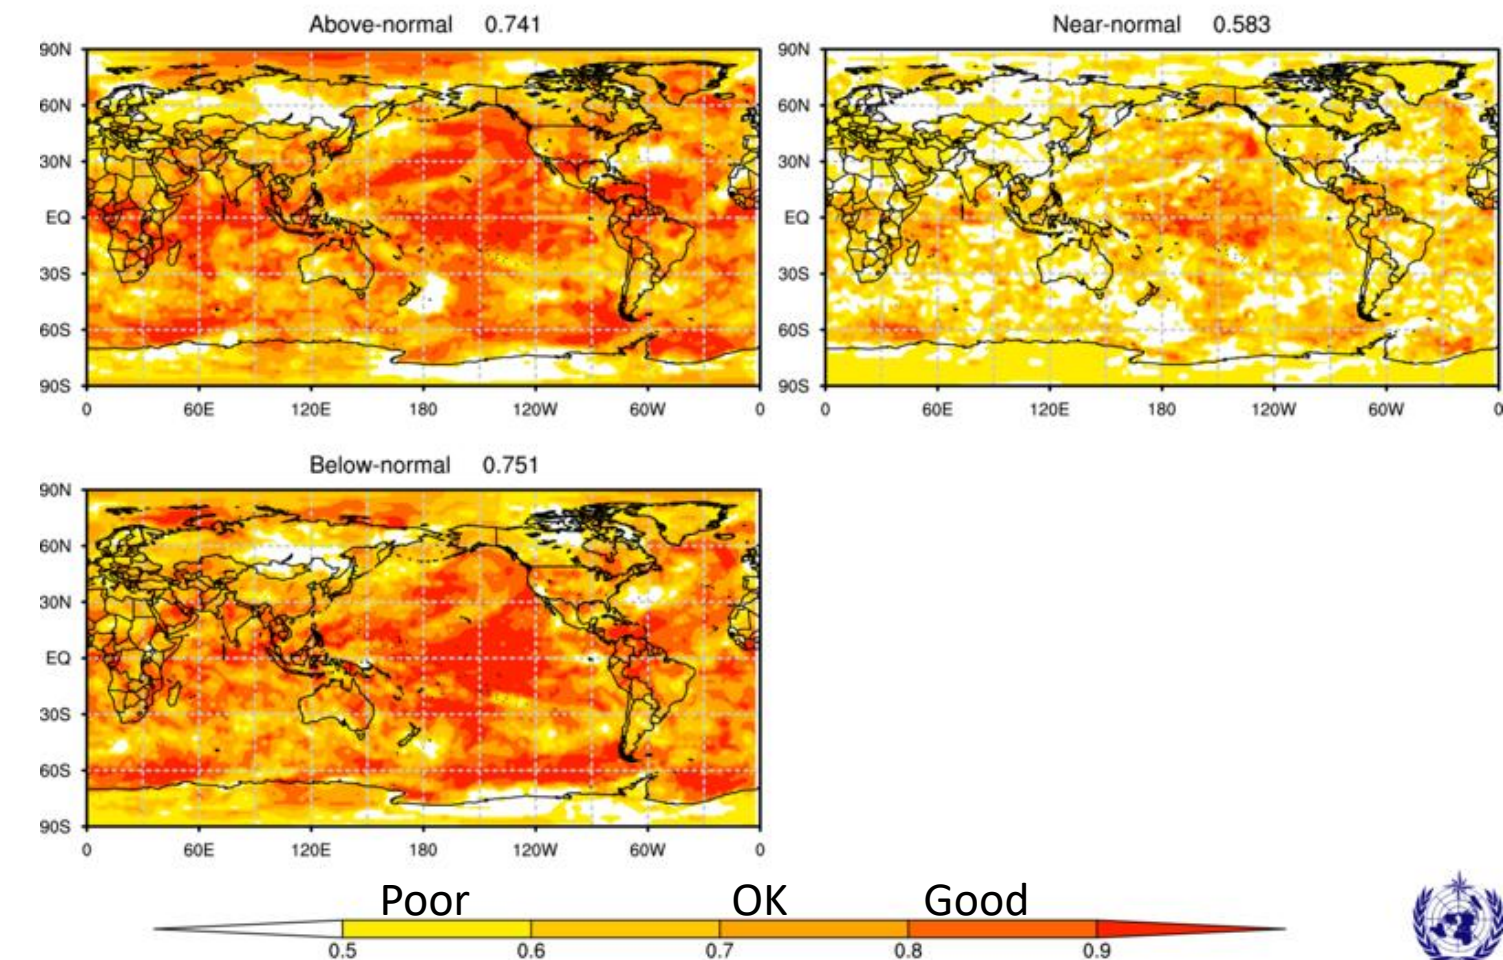 Above-normal 0.741
90N
60N
30N
EQ
30S
60S
90S
0 60E 120E 180 120W 60W 0
Near-normal 0.583
90N
60N
30N
EQ
30S
60S
90S
0 60E 120E 180 120W 60W 0
Below-normal 0.751
90N
60N
30N
EQ
30S
60S
90S
0 60E 120E 180 120W 60W 0
Poor OK Good
0.5 0.6 0.7 0.8 0.9